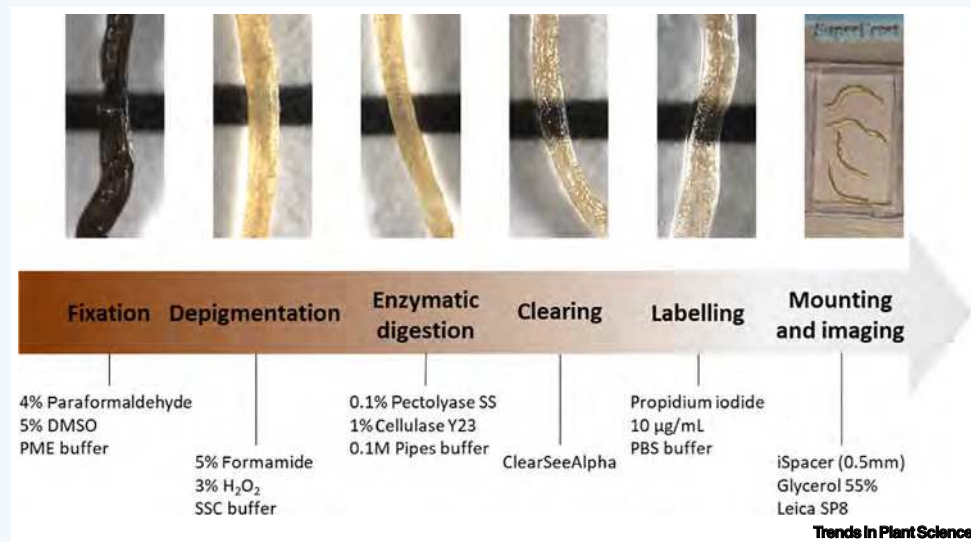 SuperFrost
Fixation
Depigmentation
Enzymatic
digestion
Clearing
Labelling
Mounting
and imaging
4% Paraformaldehyde
5% DMSO
PME buffer
5% Formamide
3% H₂O₂
SSC buffer
0.1% Pectolyase SS
1% Cellulase Y23
0.1M Pipes buffer
ClearSeeAlpha
Propidium iodide
10 µg/mL
PBS buffer
iSpacer (0.5mm)
Glycerol 55%
Leica SP8
Trends in Plant Science